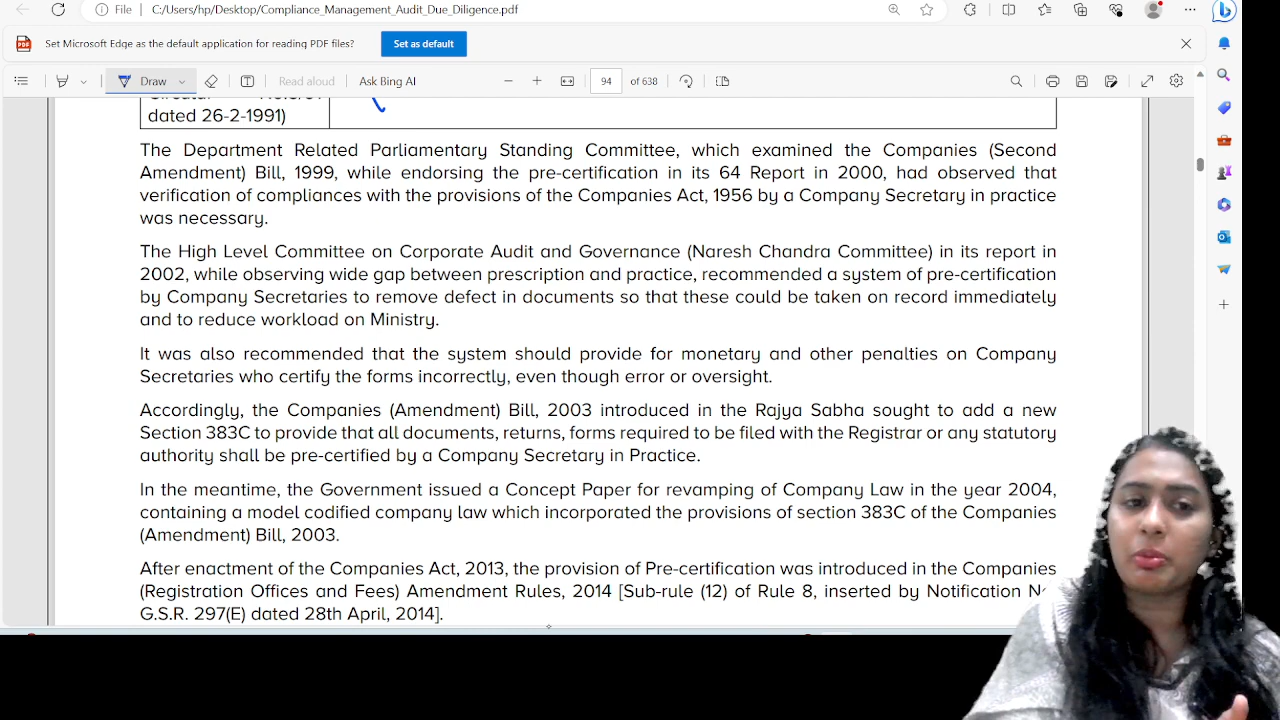 File
C:/Users/hp/Desktop/Compliance_Management_Audit_Due_Diligence.pdf
Set Microsoft Edge as the default application for reading PDF files?
Set as default
Draw
Read aloud
Ask Bing AI
94 of 638
dated 26-2-1991)
The Department Related Parliamentary Standing Committee, which examined the Companies (Second
Amendment) Bill, 1999, while endorsing the pre-certification in its 64 Report in 2000, had observed that
verification of compliances with the provisions of the Companies Act, 1956 by a Company Secretary in practice
was necessary.
The High Level Committee on Corporate Audit and Governance (Naresh Chandra Committee) in its report in
2002, while observing wide gap between prescription and practice, recommended a system of pre-certification
by Company Secretaries to remove defect in documents so that these could be taken on record immediately
and to reduce workload on Ministry.
It was also recommended that the system should provide for monetary and other penalties on Company
Secretaries who certify the forms incorrectly, even though error or oversight.
Accordingly, the Companies (Amendment) Bill, 2003 introduced in the Rajya Sabha sought to add a new
Section 383C to provide that all documents, returns, forms required to be filed with the Registrar or any statutory
authority shall be pre-certified by a Company Secretary in Practice.
In the meantime, the Government issued a Concept Paper for revamping of Company Law in the year 2004,
containing a model codified company law which incorporated the provisions of section 383C of the Companies
(Amendment) Bill, 2003.
After enactment of the Companies Act, 2013, the provision of Pre-certification was introduced in the Companies
(Registration Offices and Fees) Amendment Rules, 2014 [Sub-rule (12) of Rule 8, inserted by Notification
G.S.R. 297(E) dated 28th April, 2014].